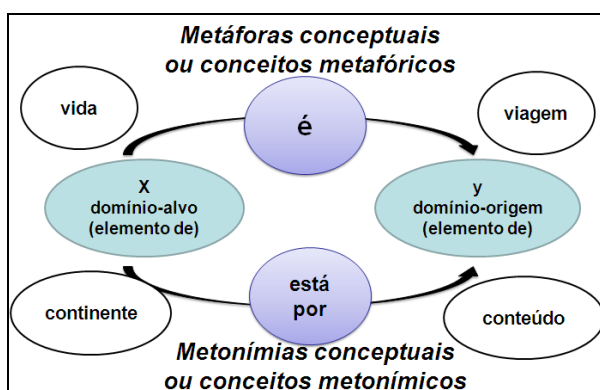 Metáforas conceptuais
ou conceitos metafóricos
vida
é
viagem
X
domínio-alvo
(elemento de)
y
domínio-origem
(elemento de)
continente
está
por
conteúdo
Metonímias conceptuais
ou conceitos metonímicos